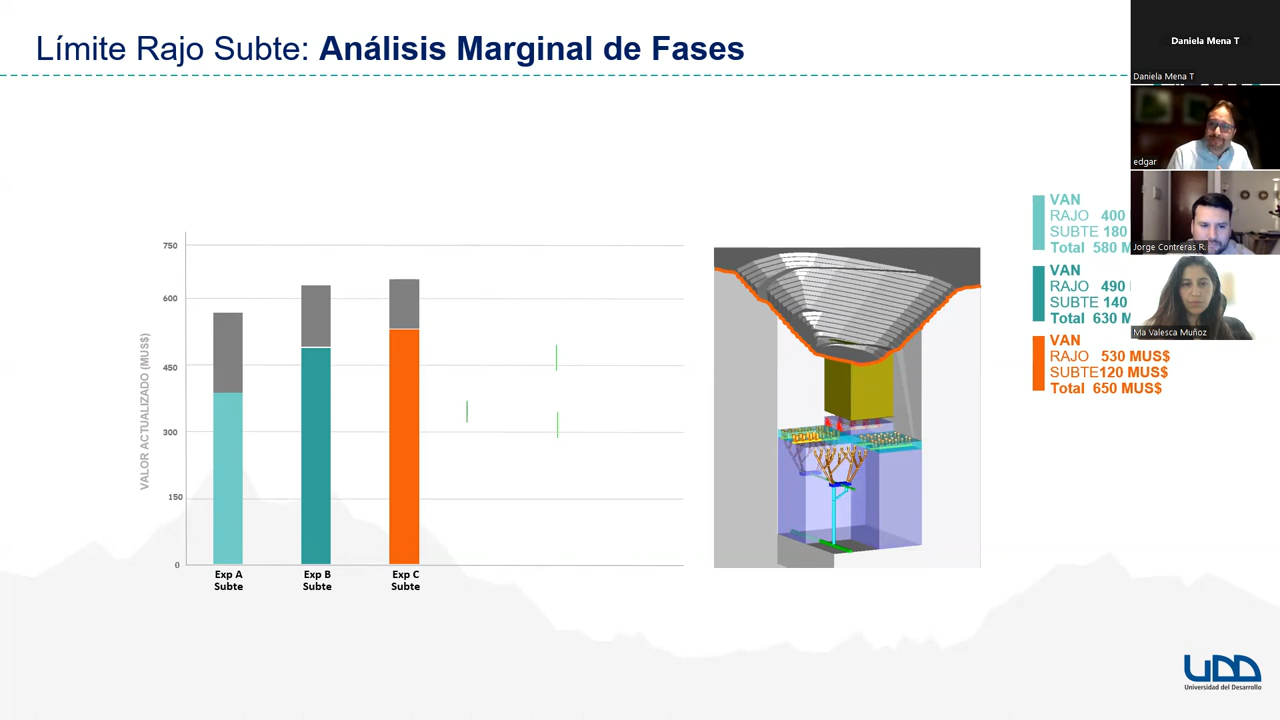 Límite Rajo Subte: Análisis Marginal de Fases
Daniela Mena T
Daniela Mena T
edgar
Jorge Contreras R.
Ma Valesca Muñoz
VALOR ACTUALIZADO (MUS$)
750
600
450
300
150
0
Exp A
Subte
Exp B
Subte
Exp C
Subte
VAN
RAJO 400
SUBTE 180
Total 580 M
VAN
RAJO 490
SUBTE 140
Total 630 M
VAN
RAJO 530 MUS$
SUBTE120 MUS$
Total 650 MUS$
UDD
Universidad del Desarrollo